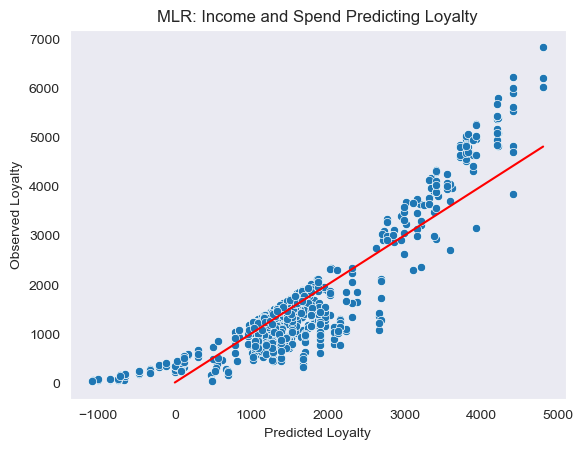 MLR: Income and Spend Predicting Loyalty
7000
6000
5000
4000
3000
2000
1000
0
Observed Loyalty
−1000 0 1000 2000 3000 4000 5000
Predicted Loyalty